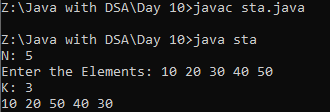 Z:\Java with DSA\Day 10>javac sta.java
Z:\Java with DSA\Day 10>java sta
N: 5
Enter the Elements: 10 20 30 40 50
K: 3
10 20 50 40 30